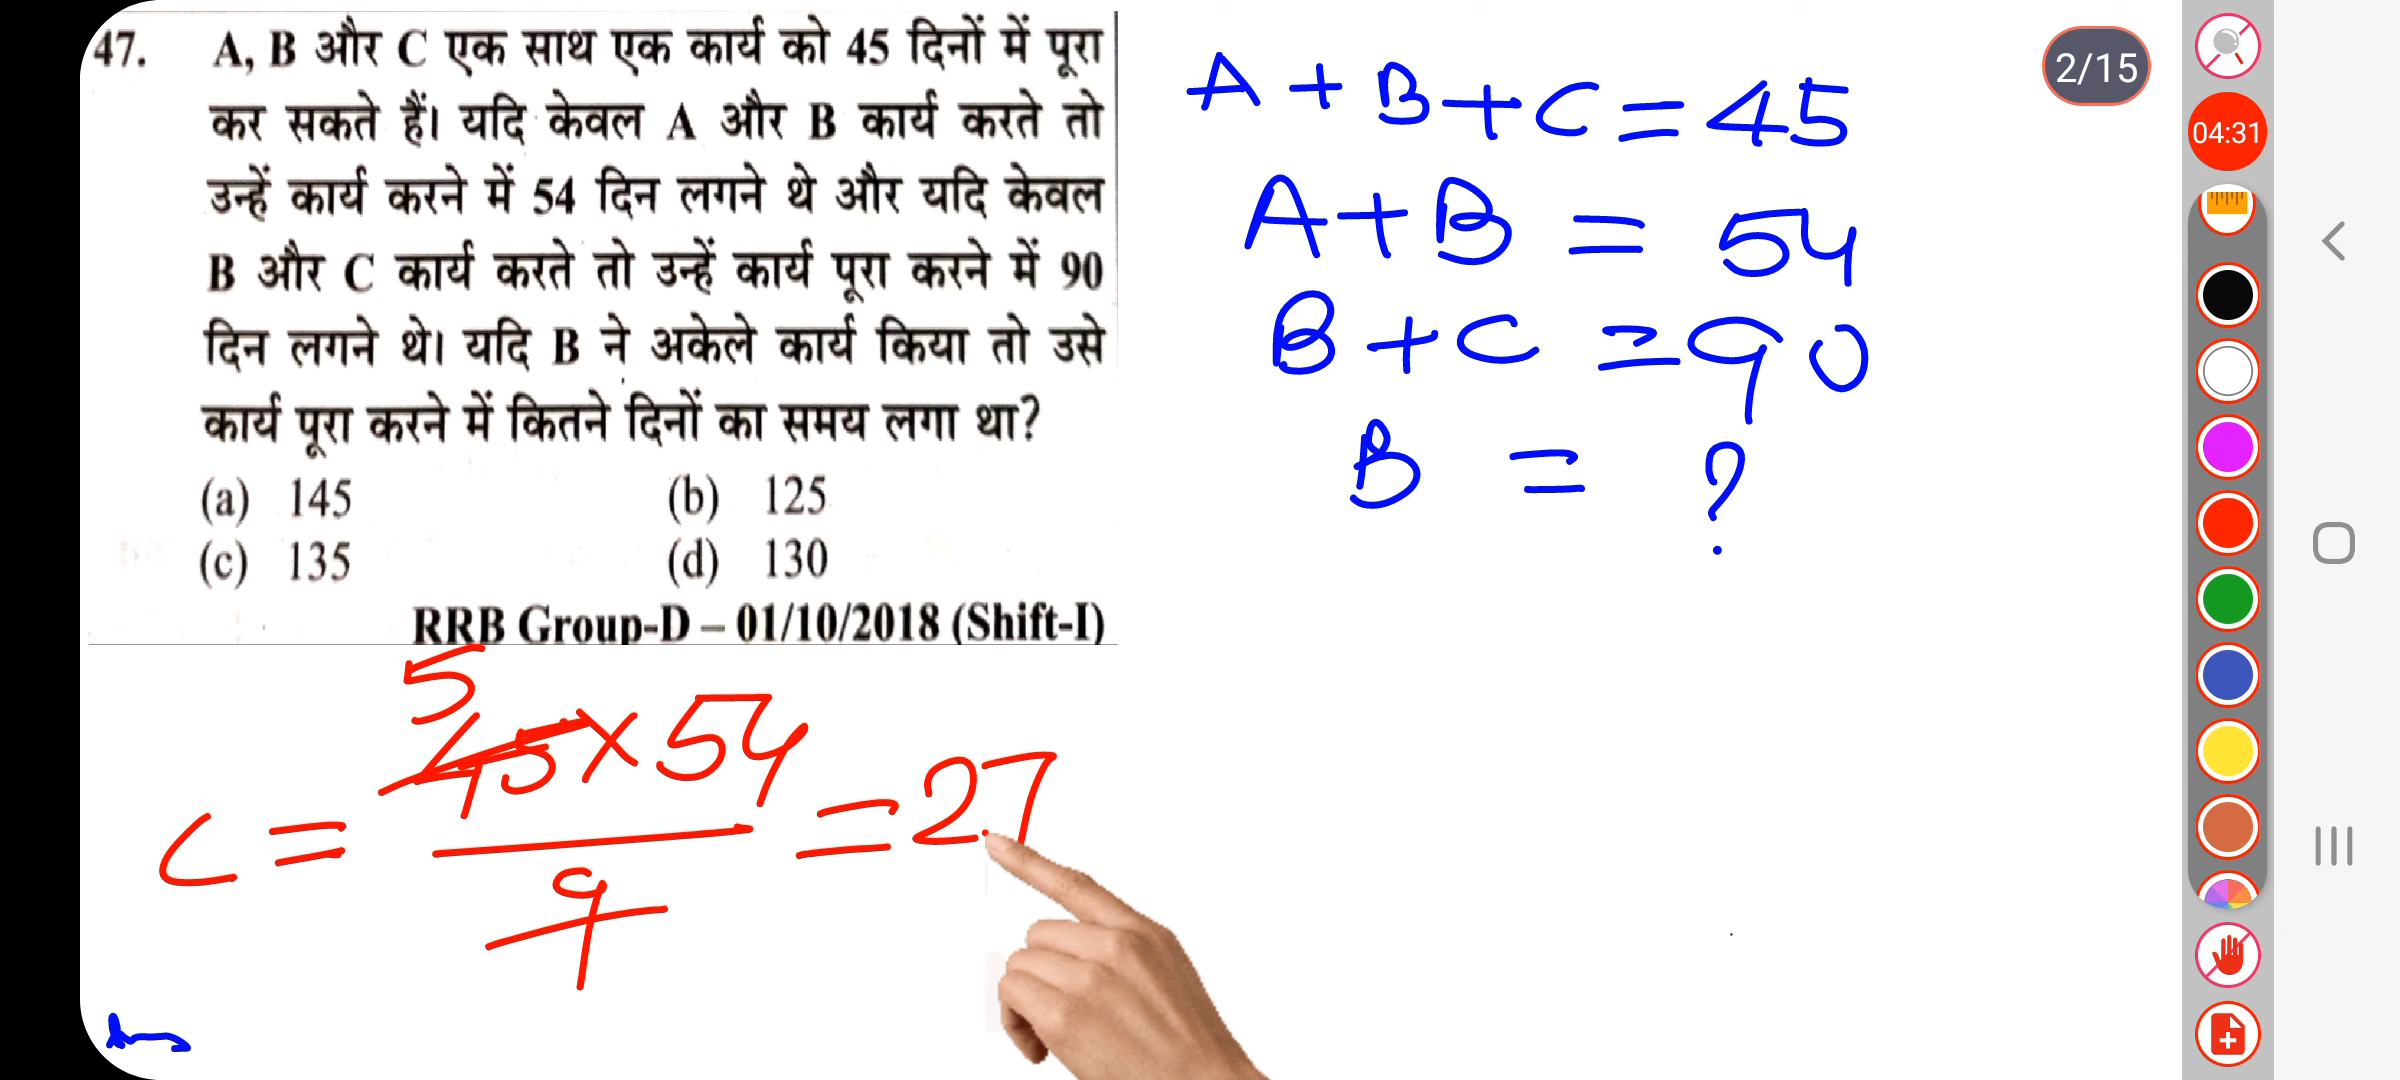 47. A, B और C एक साथ एक कार्य को 45 दिनों में पूरा
कर सकते हैं। यदि केवल A और B कार्य करते तो
उन्हें कार्य करने में 54 दिन लगने थे और यदि केवल
B और C कार्य करते तो उन्हें कार्य पूरा करने में 90
दिन लगने थे। यदि B ने अकेले कार्य किया तो उसे
कार्य पूरा करने में कितने दिनों का समय लगा था?
(a) 145 (b) 125
(c) 135 (d) 130
RRB Group-D – 01/10/2018 (Shift-I)
A + B + C = 45
A + B = 54
B + C = 90
B = ?
5
C = 45 × 54 = 27
9
2/15
04:31